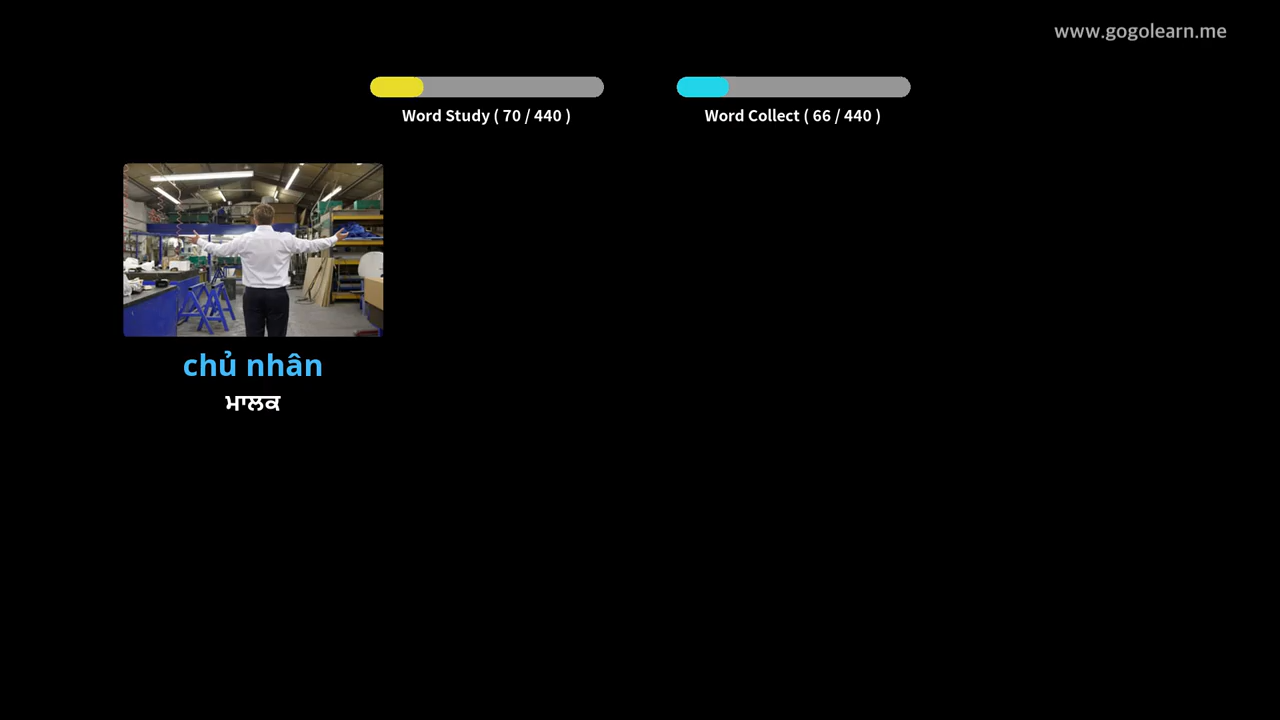 www.gogolearn.me
Word Study ( 70 / 440 )
Word Collect ( 66 / 440 )
chủ nhân
ਮਾਲਕ